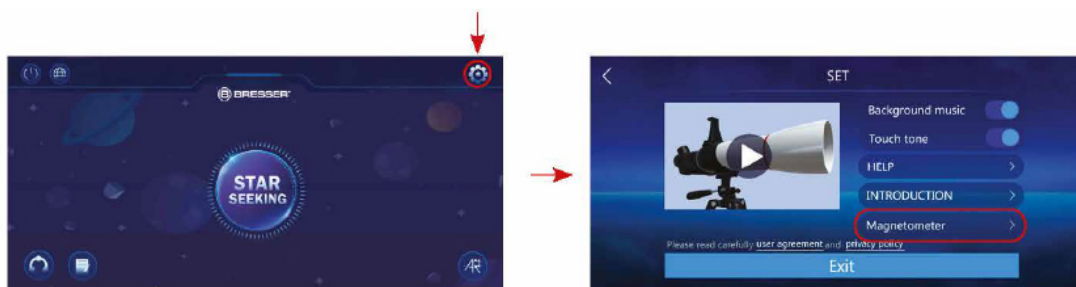 BRESSER
STAR
SEEKING
AR
SET
Background music
Touch tone
HELP
INTRODUCTION
Magnetometer
Please read carefully user agreement and privacy policy
Exit